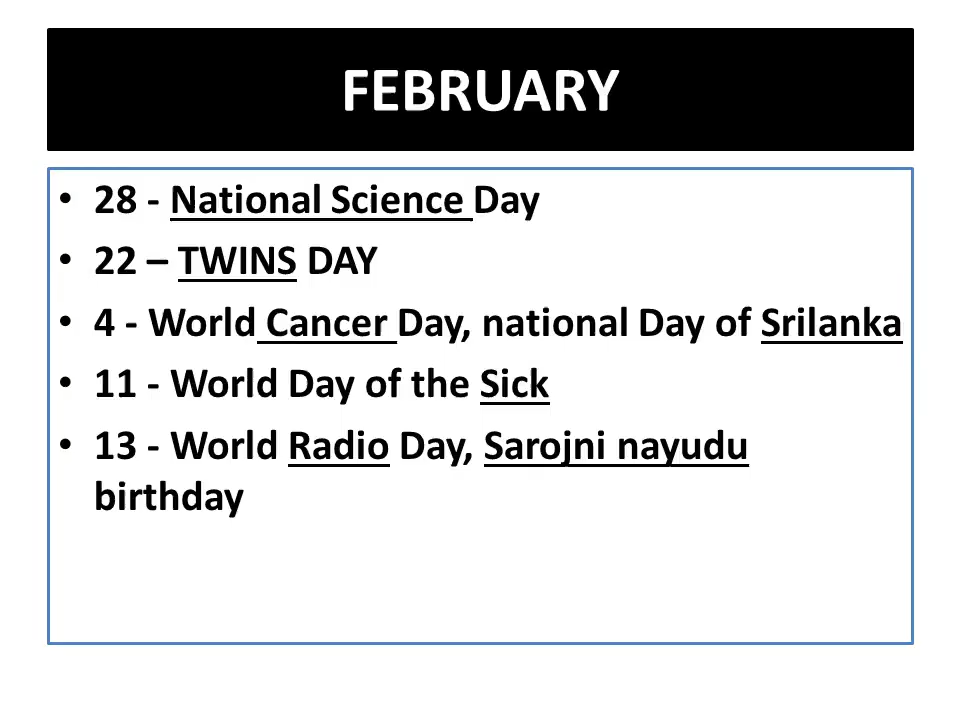 FEBRUARY
• 28 - National Science Day
• 22 – TWINS DAY
• 4 - World Cancer Day, national Day of Srilanka
• 11 - World Day of the Sick
• 13 - World Radio Day, Sarojni nayudu
birthday